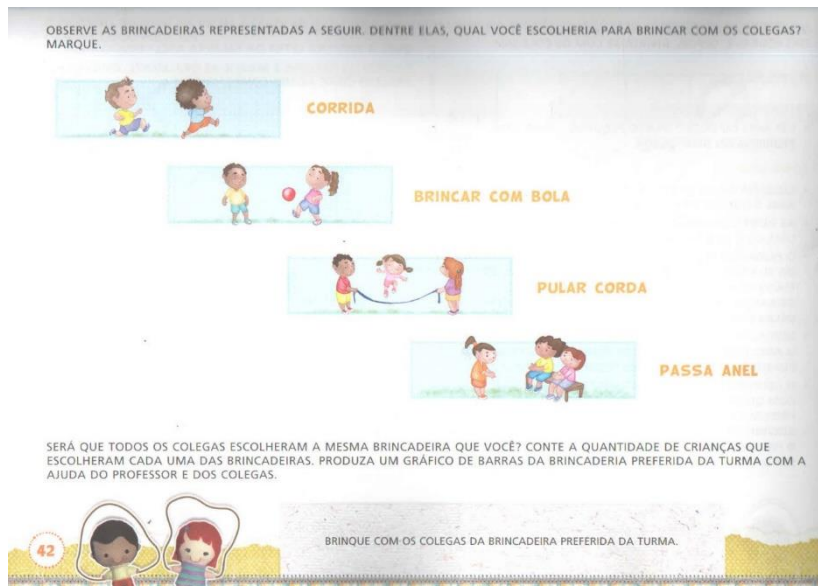 OBSERVE AS BRINCADEIRAS REPRESENTADAS A SEGUIR. DENTRE ELAS, QUAL VOCÊ ESCOLHERIA PARA BRINCAR COM OS COLEGAS?
MARQUE.
CORRIDA
BRINCAR COM BOLA
PULAR CORDA
PASSA ANEL
SERÁ QUE TODOS OS COLEGAS ESCOLHERAM A MESMA BRINCADEIRA QUE VOCÊ? CONTE A QUANTIDADE DE CRIANÇAS QUE
ESCOLHERAM CADA UMA DAS BRINCADEIRAS. PRODUZA UM GRÁFICO DE BARRAS DA BRINCADERIA PREFERIDA DA TURMA COM A
AJUDA DO PROFESSOR E DOS COLEGAS.
42
BRINQUE COM OS COLEGAS DA BRINCADEIRA PREFERIDA DA TURMA.